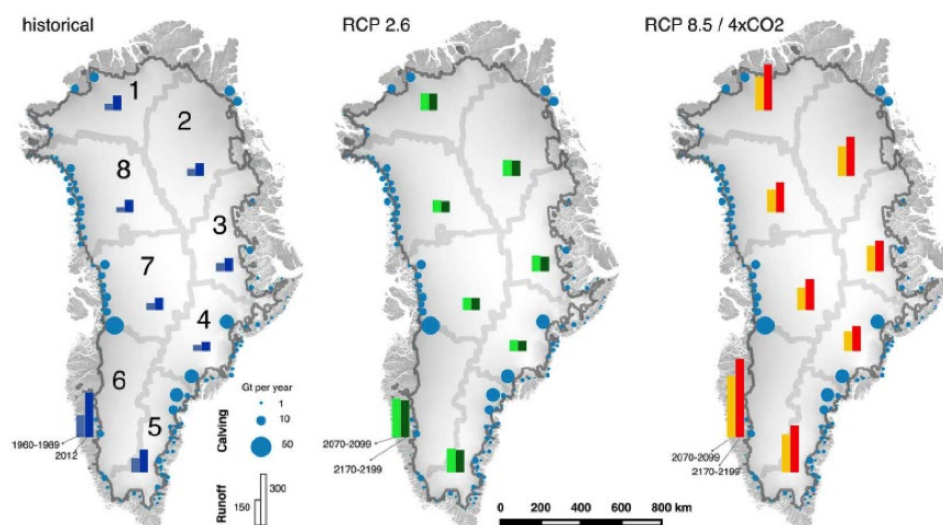 historical
RCP 2.6
RCP 8.5 / 4xCO2
1
2
8
3
7
4
6
5
Gt per year
Calving
1
10
50
1960-1989
2012
Runoff
150
300
2070-2099
2170-2199
2070-2099
2170-2199
0 200 400 600 800 km